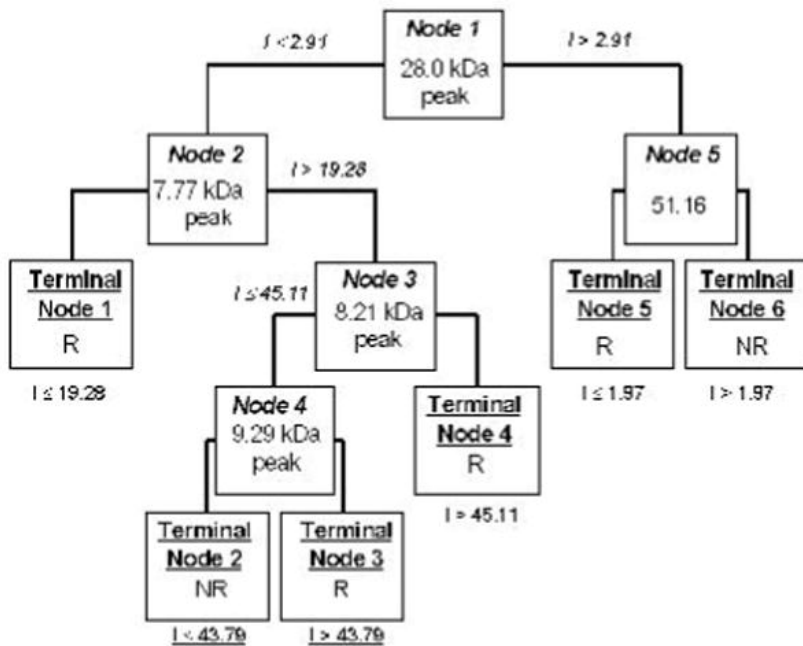 I < 2.91
Node 1
28.0 kDa
peak
I > 2.91
Node 2
7.77 kDa
peak
I > 19.28
Node 5
51.16
Terminal
Node 1
R
I ≤ 19.28
I ≤ 45.11
Node 3
8.21 kDa
peak
Terminal
Node 5
R
I ≤ 1.97
Terminal
Node 6
NR
I > 1.97
Node 4
9.29 kDa
peak
Terminal
Node 4
R
I > 45.11
Terminal
Node 2
NR
I < 43.79
Terminal
Node 3
R
I > 43.79